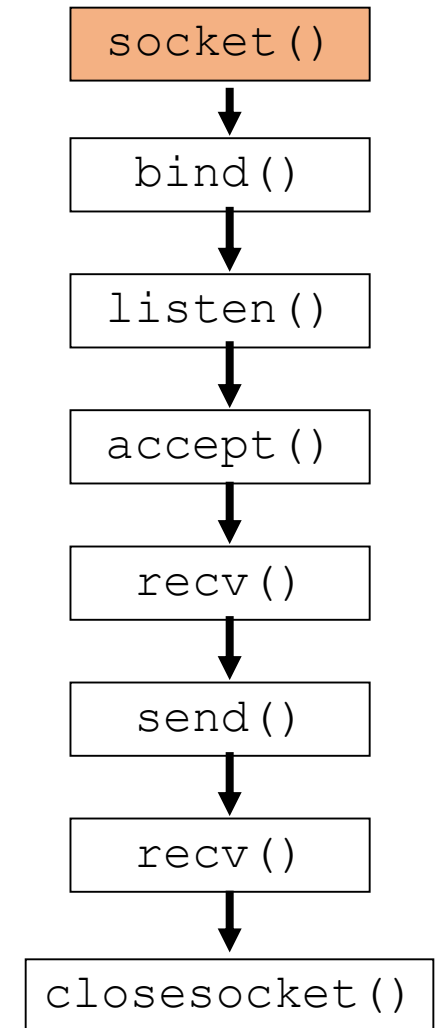 socket()
bind()
listen()
accept()
recv()
send()
recv()
closesocket()